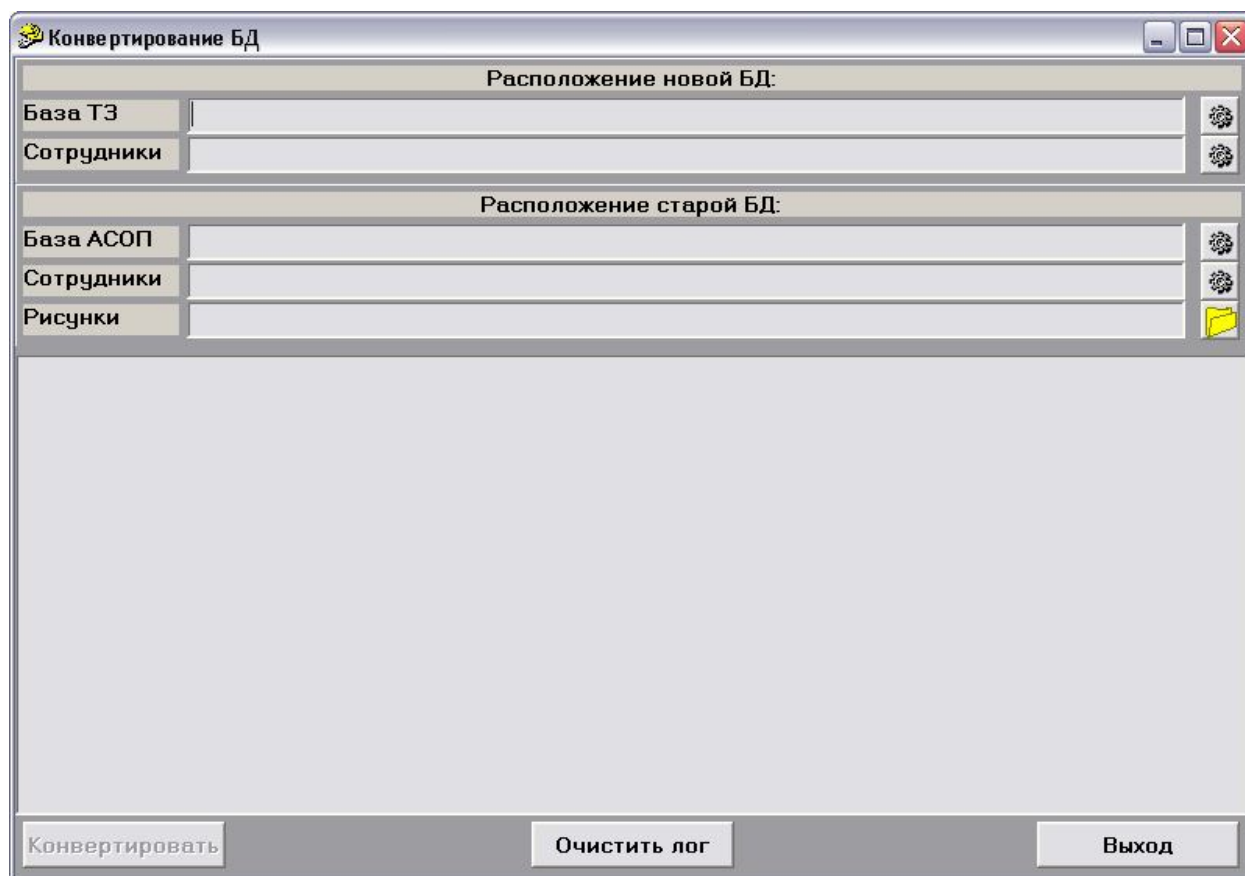 Конвертирование БД
Расположение новой БД:
База ТЗ
Сотрудники
Расположение старой БД:
База АСОП
Сотрудники
Рисунки
Конвертировать Очистить лог Выход